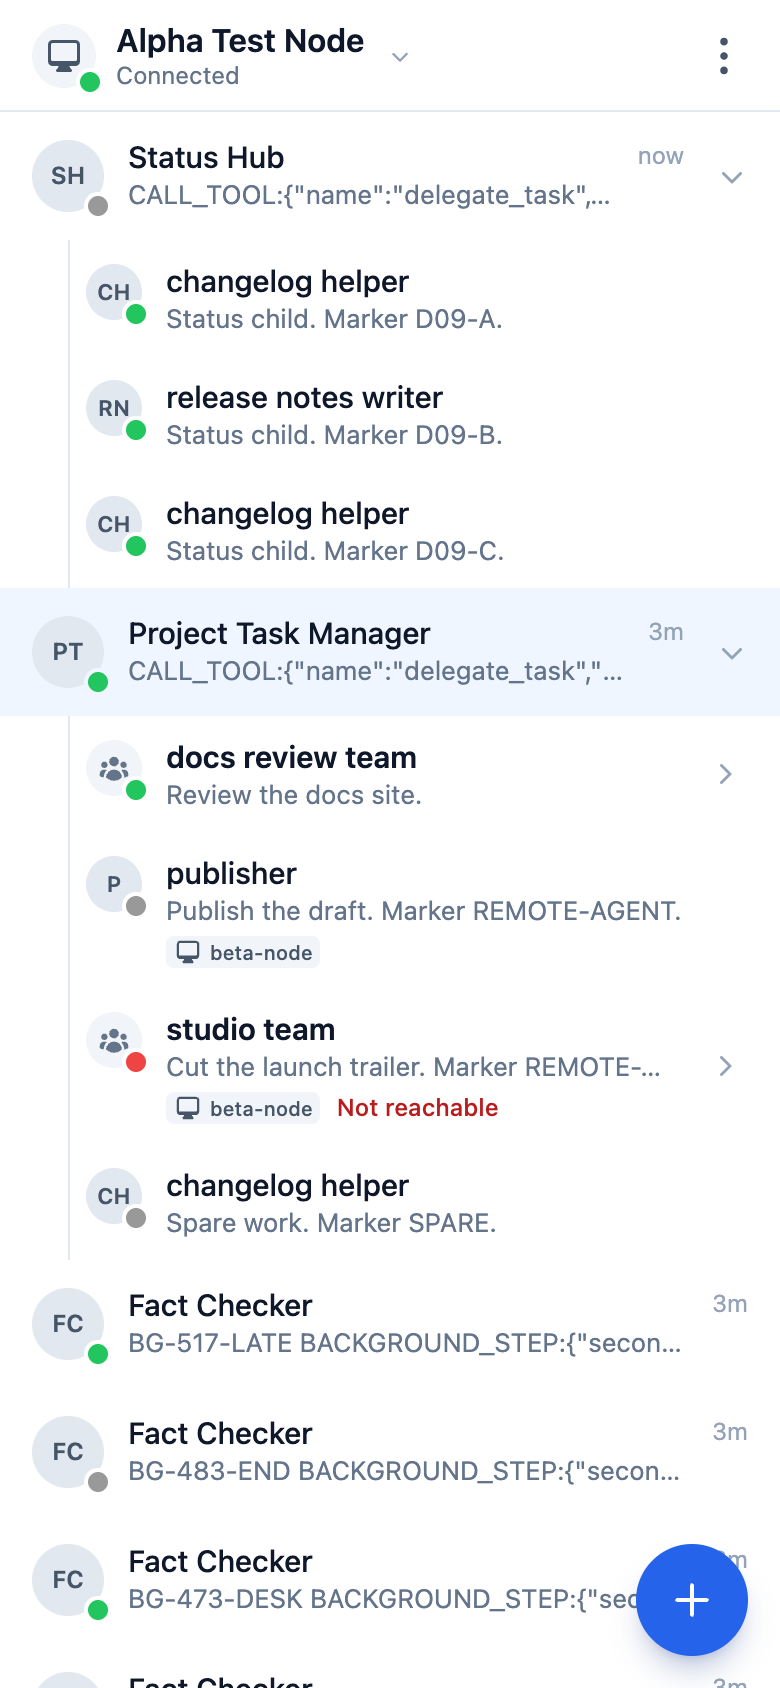 Alpha Test Node
Connected
SH
Status Hub
now
CALL_TOOL:{"name":"delegate_task",...
CH
changelog helper
Status child. Marker D09-A.
RN
release notes writer
Status child. Marker D09-B.
CH
changelog helper
Status child. Marker D09-C.
PT
Project Task Manager
3m
CALL_TOOL:{"name":"delegate_task","...
docs review team
Review the docs site.
P
publisher
Publish the draft. Marker REMOTE-AGENT.
beta-node
studio team
Cut the launch trailer. Marker REMOTE-...
beta-node
Not reachable
CH
changelog helper
Spare work. Marker SPARE.
FC
Fact Checker
3m
BG-517-LATE BACKGROUND_STEP:{"secon...
FC
Fact Checker
3m
BG-483-END BACKGROUND_STEP:{"secon...
FC
Fact Checker
BG-473-DESK BACKGROUND_STEP:{"sec
Fact Checker
3m